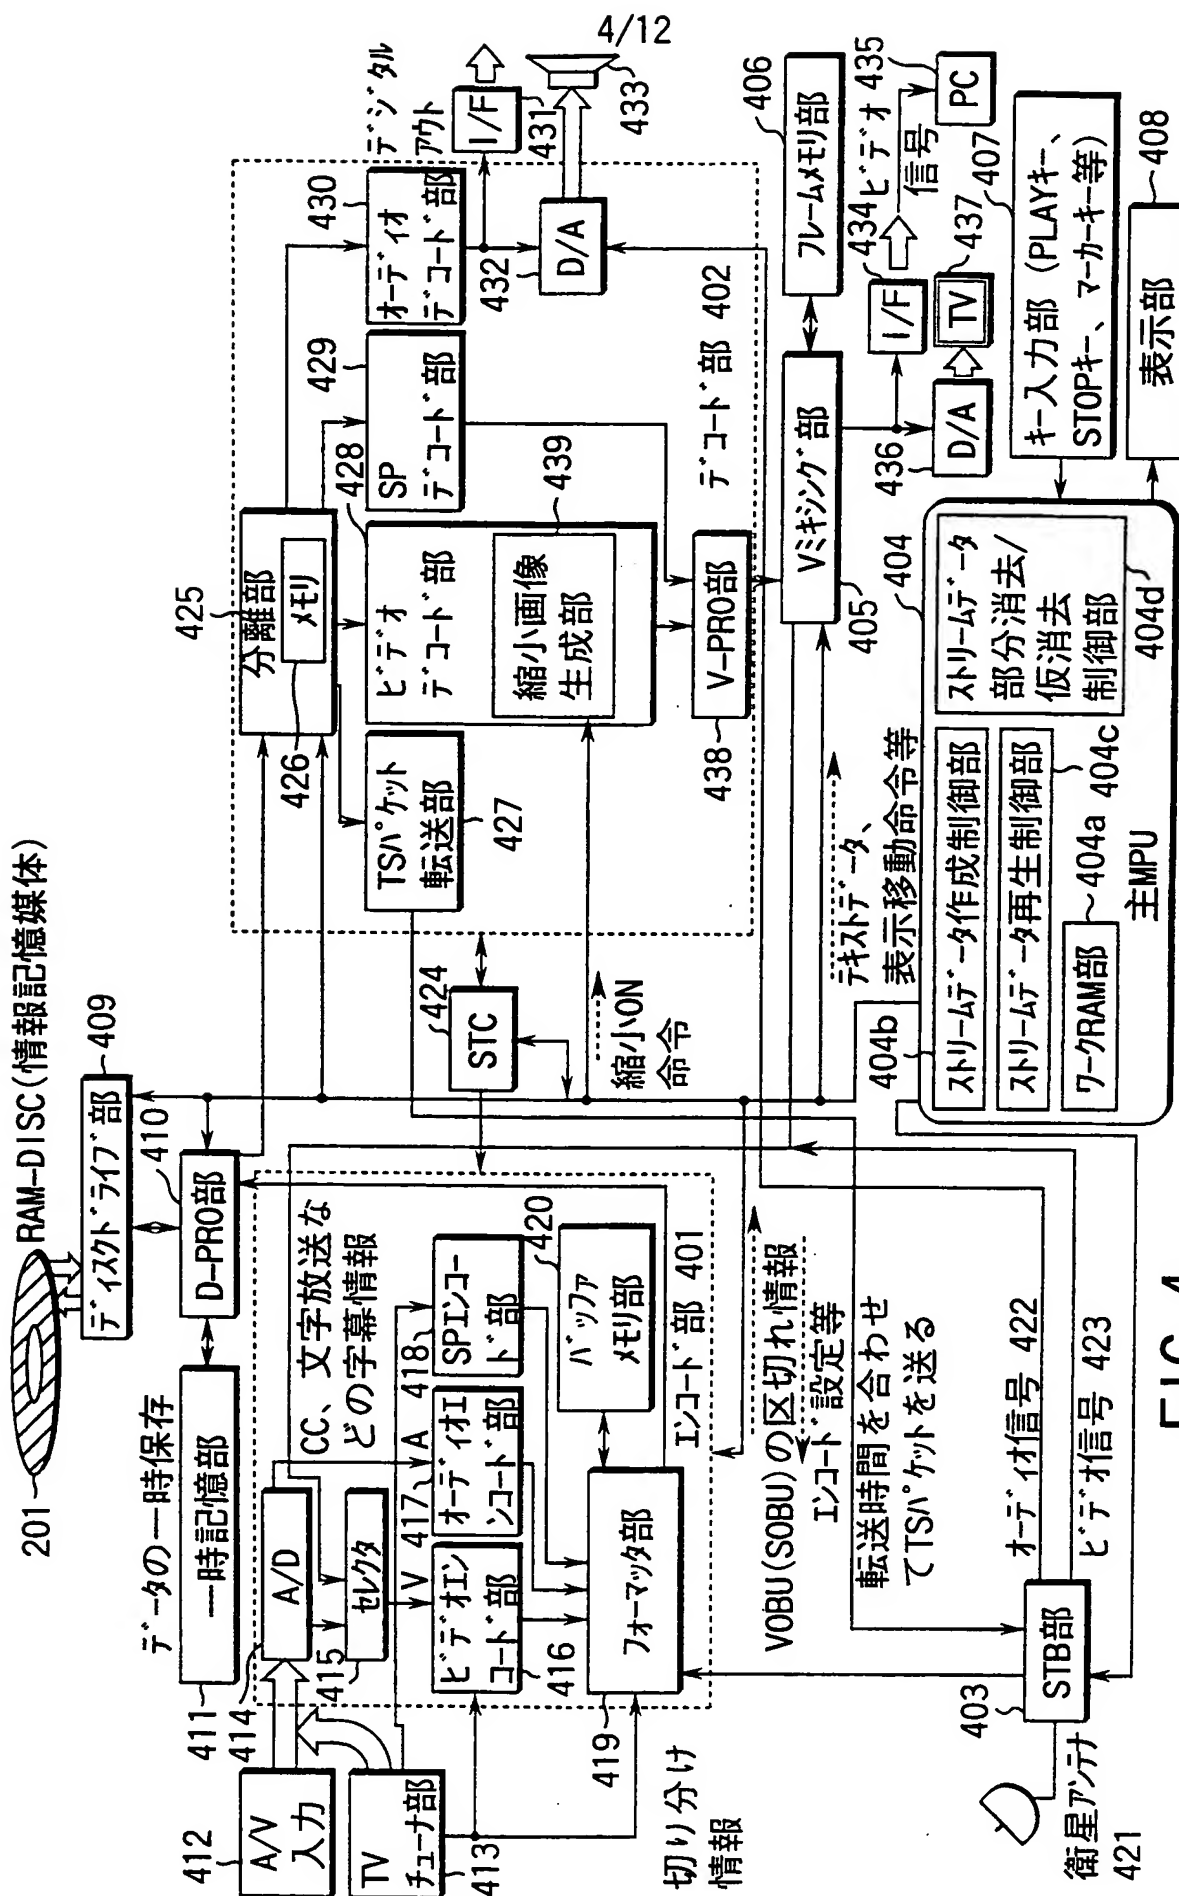 4/12
201
RAM-DISC(情報記憶媒体)
ディスクドライブ部
409
410
D-PRO部
データの一時保存
一時記憶部
411
412
A/V
入力
TV
チューナ部
413
414
A/D
セレクタ
415
CC、文字放送な
どの字幕情報
V
A
ビデオエン
コード部
416
417
オーディオエ
ンコード部
418
SPエンコー
ド部
フォーマッタ部
419
バッファ
メモリ部
420
エンコード部 401
切り分け
情報
VOBU(SOBU)の区切れ情報
エンコード設定等
転送時間を合わせ
てTSパケットを送る
オーディオ信号 422
ビデオ信号 423
STB部
403
衛星アンテナ
421
424
STC
縮小ON
命令
425
分離部
メモリ
426
TSパケット
転送部
427
428
ビデオ
デコード部
縮小画像
生成部
439
SP
デコード部
429
オーディオ
デコード部
430
デコード部 402
V-PRO部
438
デジタル
アウト
I/F
431
432
D/A
433
Vミキシング部
405
フレームメモリ部
406
I/F
434
ビデオ
信号
435
PC
436
D/A
TV
437
テキストデータ、
表示移動命令等
404
404b
ストリームデータ作成制御部
ストリームデータ再生制御部
404c
ワークRAM部
404a
ストリームデータ
部分消去/
仮消去
制御部
404d
主MPU
407
キー入力部 (PLAYキー、
STOPキー、マーカーキー等)
表示部
408
FIG. 4